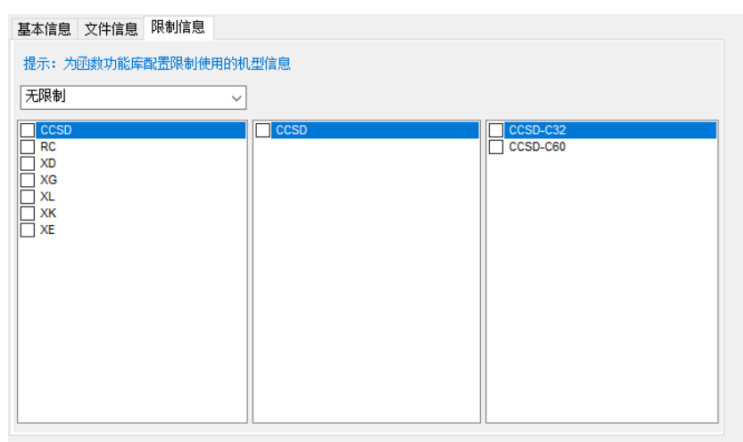 基本信息 文件信息 限制信息
提示：为函数功能库配置限制使用的机型信息
无限制
CCSD
RC
XD
XG
XL
XK
XE
CCSD
CCSD-C32
CCSD-C60